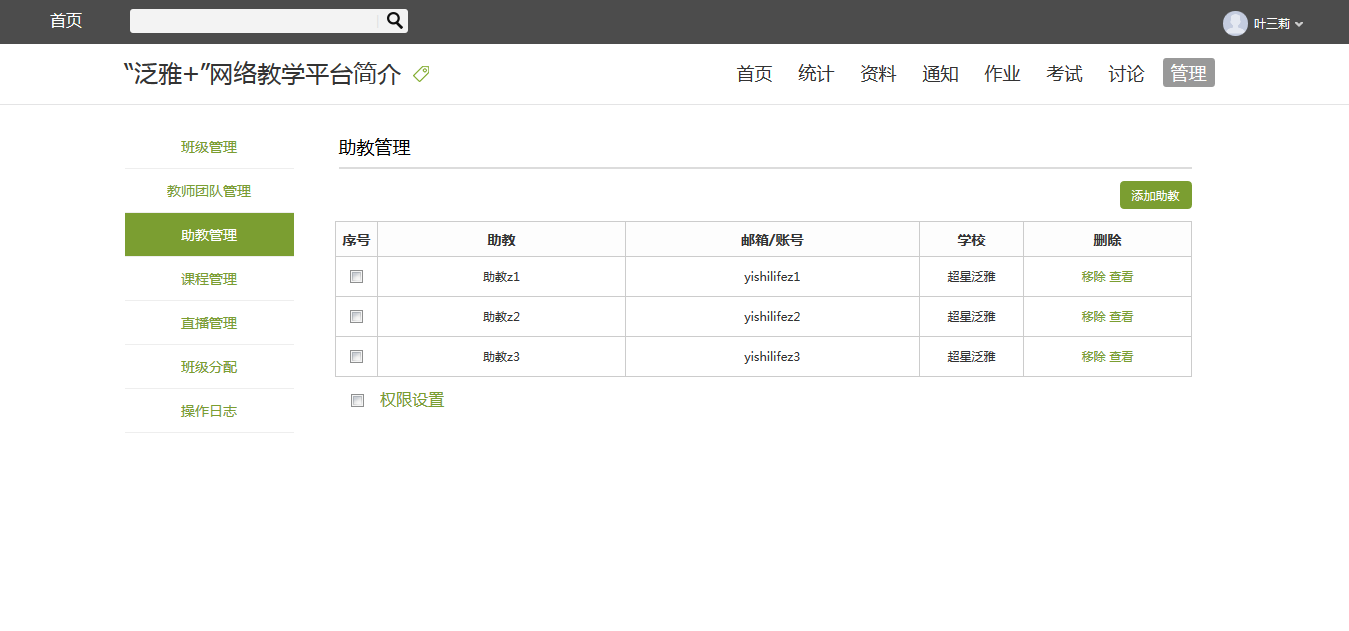 首页
叶三莉
“泛雅+”网络教学平台简介
首页 统计 资料 通知 作业 考试 讨论 管理
班级管理
教师团队管理
助教管理
课程管理
直播管理
班级分配
操作日志
助教管理
添加助教
序号 助教 邮箱/账号 学校 删除
助教z1 yishilifez1 超星泛雅 移除 查看
助教z2 yishilifez2 超星泛雅 移除 查看
助教z3 yishilifez3 超星泛雅 移除 查看
权限设置